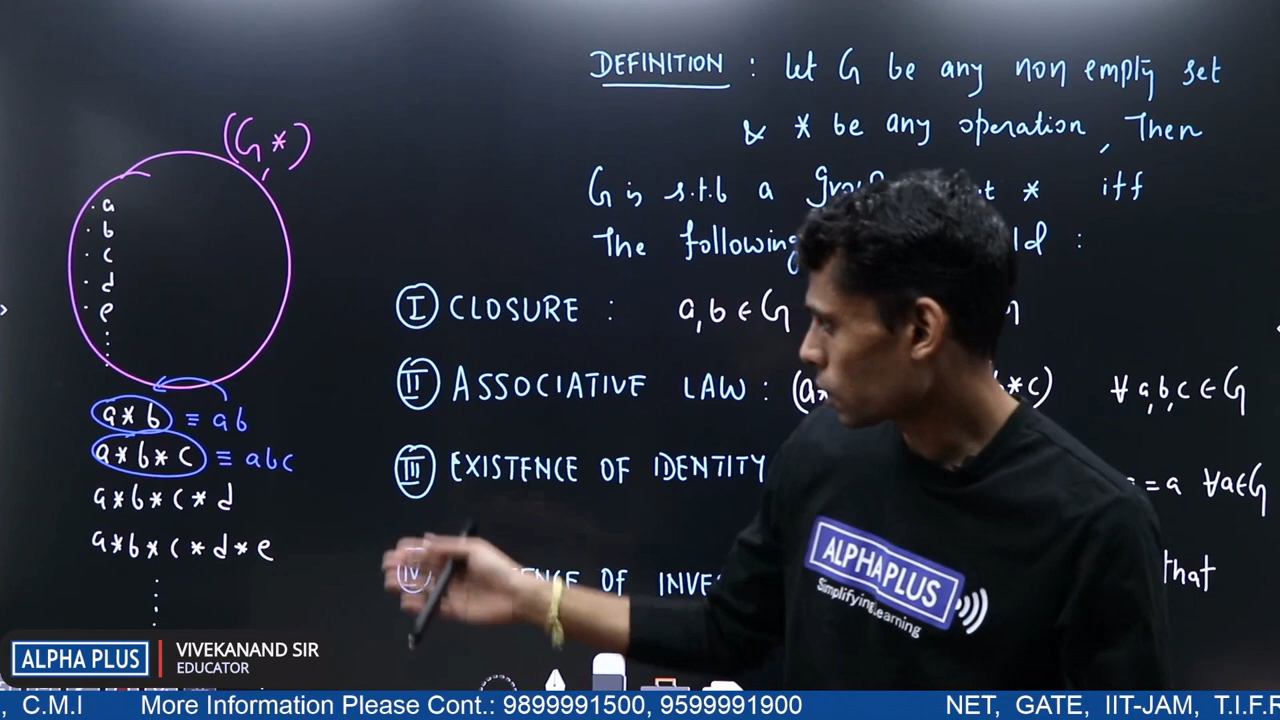 DEFINITION : let G be any non empty set
& * be any operation, Then
G is s.t.b a * iff
The following :
(G, *)
a
b
c
d
e
a * b ≡ ab
a * b * c ≡ abc
a * b * c * d
a * b * c * d * e
I CLOSURE : a, b ∈ G
II ASSOCIATIVE LAW : (a *c) ∀ a, b, c ∈ G
III EXISTENCE OF IDENTITY = a ∀ a ∈ G
IV OF that
ALPHAPLUS
Simplifying Learning
ALPHA PLUS
VIVEKANAND SIR
EDUCATOR
, C.M.I More Information Please Cont.: 9899991500, 9599991900 NET, GATE, IIT-JAM, T.I.F.R